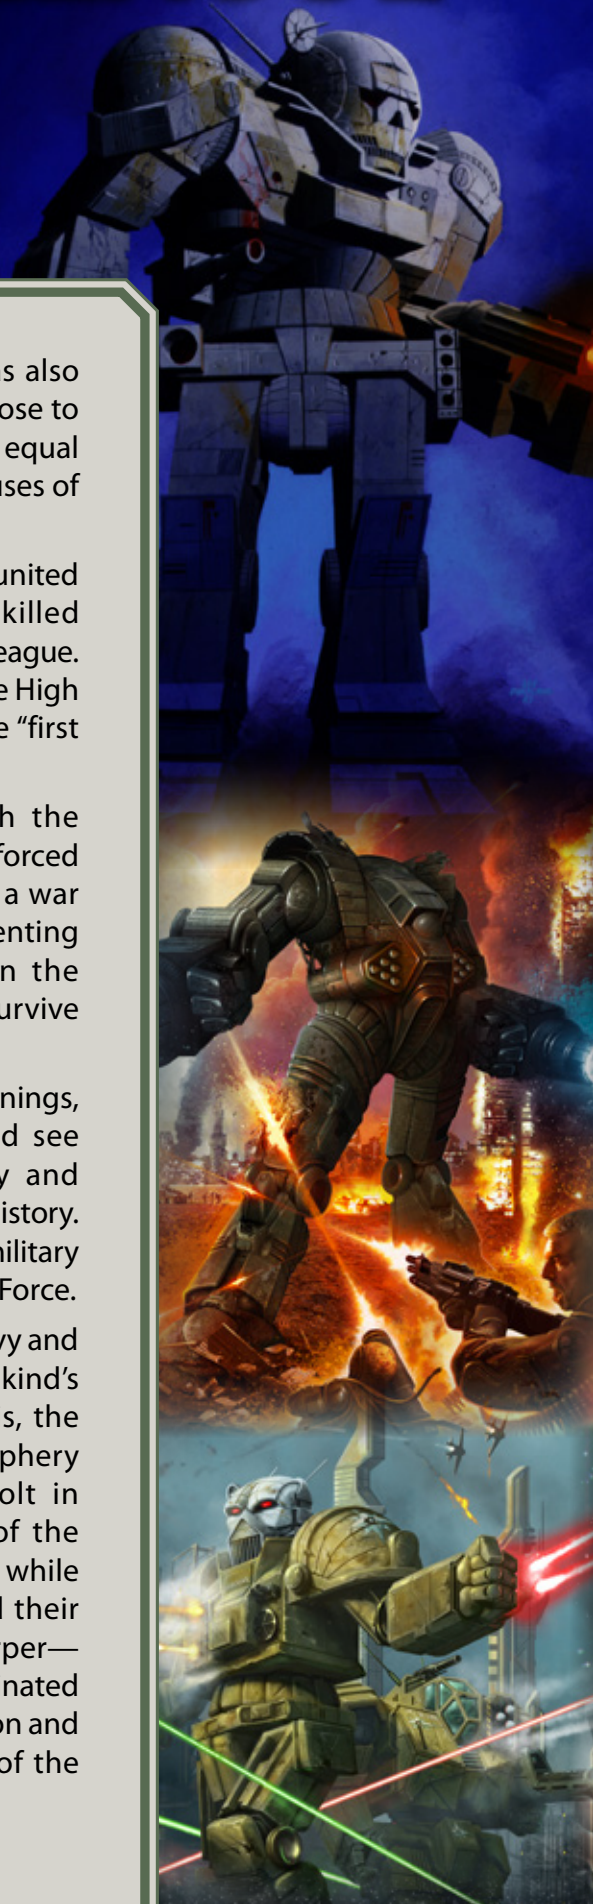 s also
ose to
equal
uses of
united
killed
eague.
e High
e “first
h the
forced
a war
enting
n the
urvive
nings,
d see
y and
istory.
nilitary
Force.
vy and
kind’s
s, the
phery
olt in
of the
while
d their
rper—
nated
on and
of the